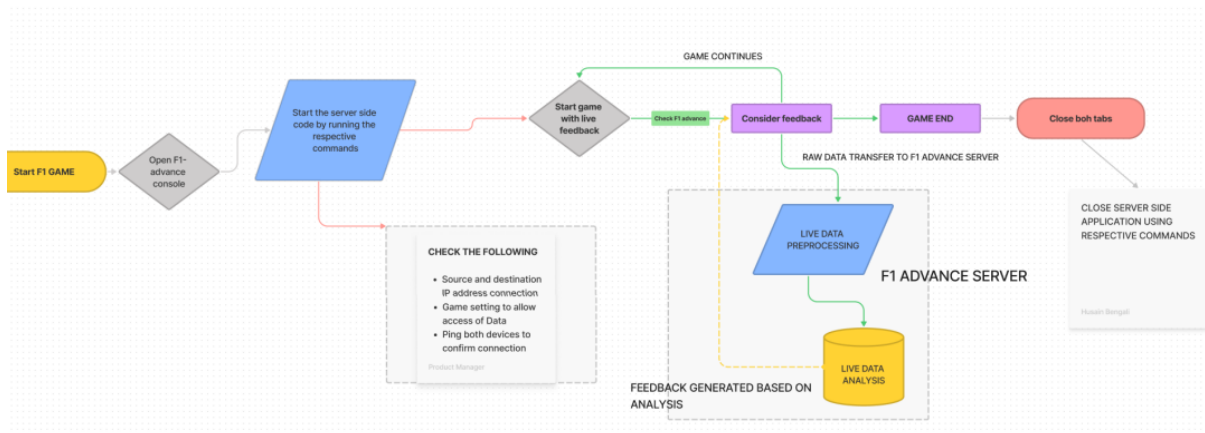 Start F1 GAME
Open F1-
advance
console
Start the server side
code by running the
respective
commands
CHECK THE FOLLOWING
• Source and destination
IP address connection
• Game setting to allow
access of Data
• Ping both devices to
confirm connection
Product Manager
GAME CONTINUES
Start game
with live
feedback
Check F1 advance
Consider feedback
GAME END
Close boh tabs
RAW DATA TRANSFER TO F1 ADVANCE SERVER
LIVE DATA
PREPROCESSING
F1 ADVANCE SERVER
LIVE DATA
ANALYSIS
FEEDBACK GENERATED BASED ON
ANALYSIS
CLOSE SERVER SIDE
APPLICATION USING
RESPECTIVE COMMANDS
Husain Bengali